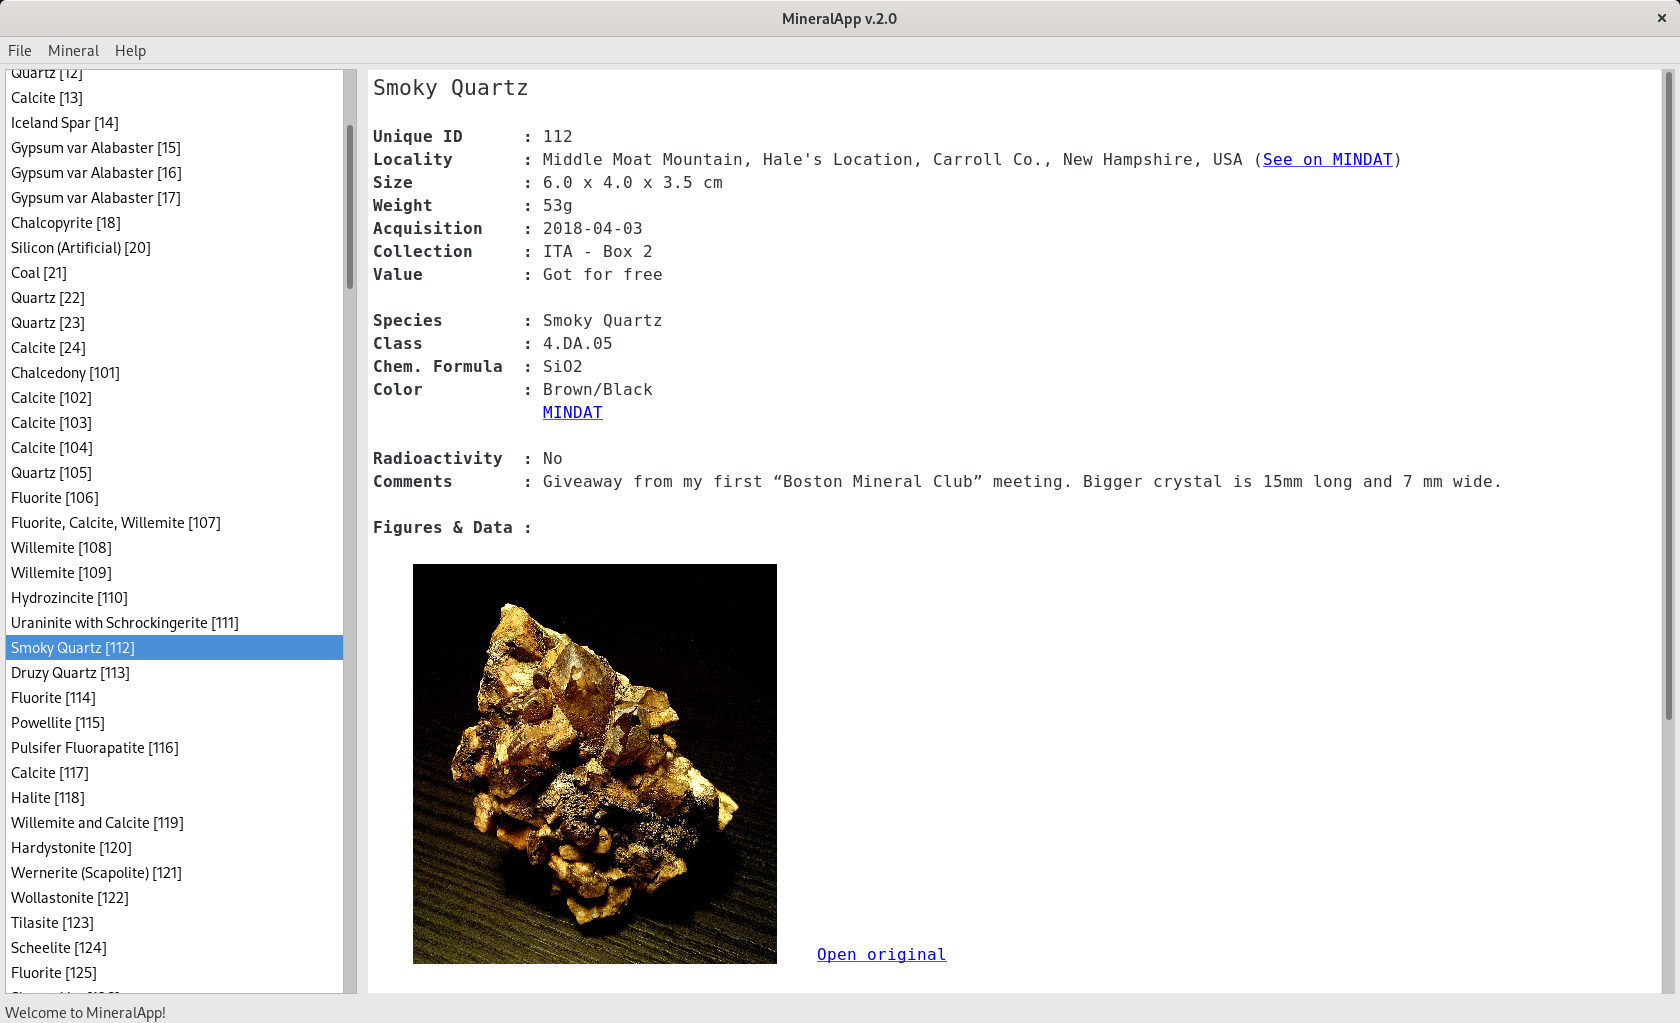 MineralApp v.2.0
File Mineral Help
Quartz [12]
Calcite [13]
Iceland Spar [14]
Gypsum var Alabaster [15]
Gypsum var Alabaster [16]
Gypsum var Alabaster [17]
Chalcopyrite [18]
Silicon (Artificial) [20]
Coal [21]
Quartz [22]
Quartz [23]
Calcite [24]
Chalcedony [101]
Calcite [102]
Calcite [103]
Calcite [104]
Quartz [105]
Fluorite [106]
Fluorite, Calcite, Willemite [107]
Willemite [108]
Willemite [109]
Hydrozincite [110]
Uraninite with Schrockingerite [111]
Smoky Quartz [112]
Druzy Quartz [113]
Fluorite [114]
Powellite [115]
Pulsifer Fluorapatite [116]
Calcite [117]
Halite [118]
Willemite and Calcite [119]
Hardystonite [120]
Wernerite (Scapolite) [121]
Wollastonite [122]
Tilasite [123]
Scheelite [124]
Fluorite [125]
Smoky Quartz
Unique ID : 112
Locality : Middle Moat Mountain, Hale's Location, Carroll Co., New Hampshire, USA (See on MINDAT)
Size : 6.0 x 4.0 x 3.5 cm
Weight : 53g
Acquisition : 2018-04-03
Collection : ITA - Box 2
Value : Got for free
Species : Smoky Quartz
Class : 4.DA.05
Chem. Formula : SiO2
Color : Brown/Black
MINDAT
Radioactivity : No
Comments : Giveaway from my first “Boston Mineral Club” meeting. Bigger crystal is 15mm long and 7 mm wide.
Figures & Data :
Open original
Welcome to MineralApp!